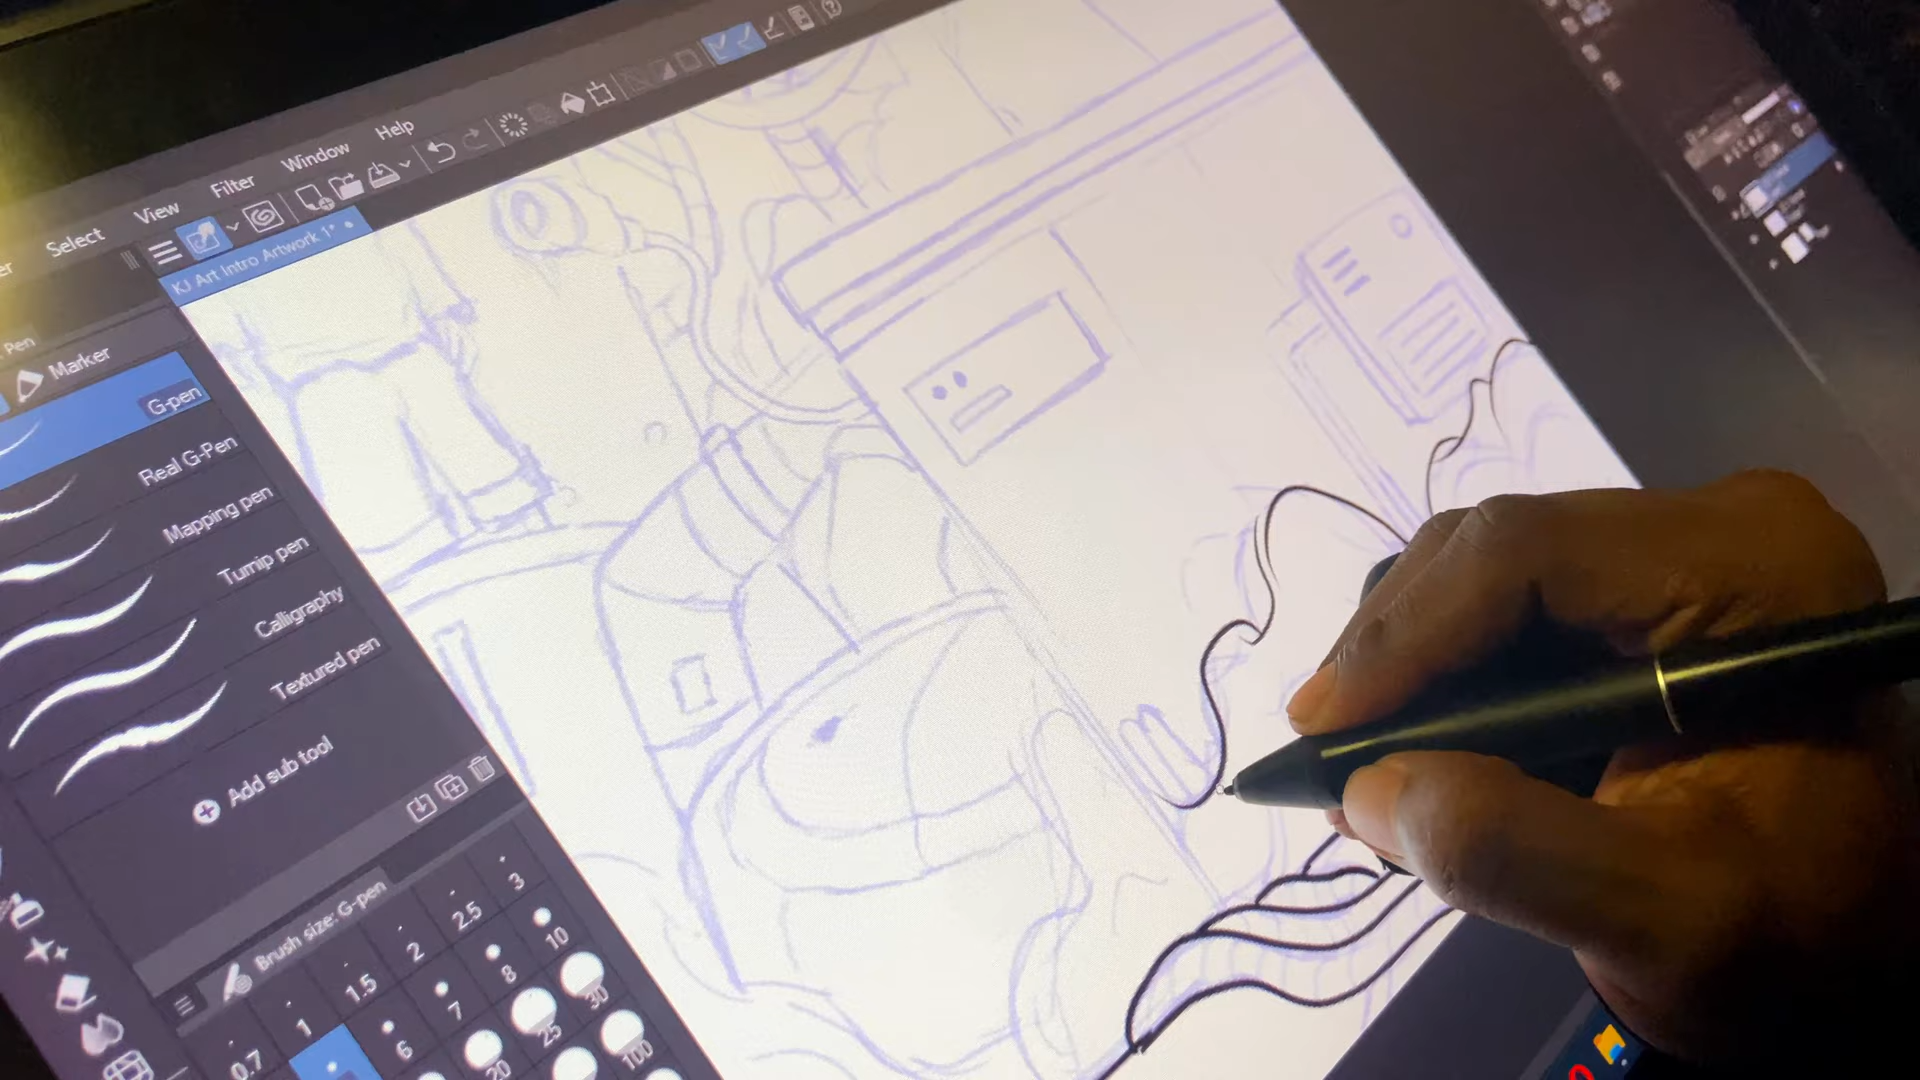 Select View Filter Window Help
KJ Art Intro Artwork 1*
Pen
Marker
G-pen
Real G-Pen
Mapping pen
Turnip pen
Calligraphy
Textured pen
Add sub tool
Brush size: G-pen
0.7 1 1.5 2 2.5 3
6 7 8 10
20 25 30
100